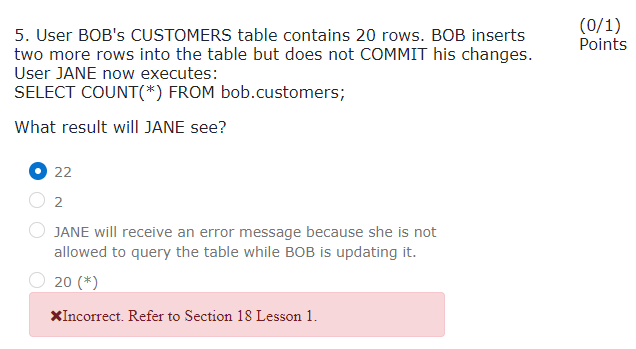 5. User BOB's CUSTOMERS table contains 20 rows. BOB inserts
two more rows into the table but does not COMMIT his changes.
User JANE now executes:
SELECT COUNT(*) FROM bob.customers;
(0/1)
Points
What result will JANE see?
22
2
JANE will receive an error message because she is not
allowed to query the table while BOB is updating it.
20 (*)
✖Incorrect. Refer to Section 18 Lesson 1.